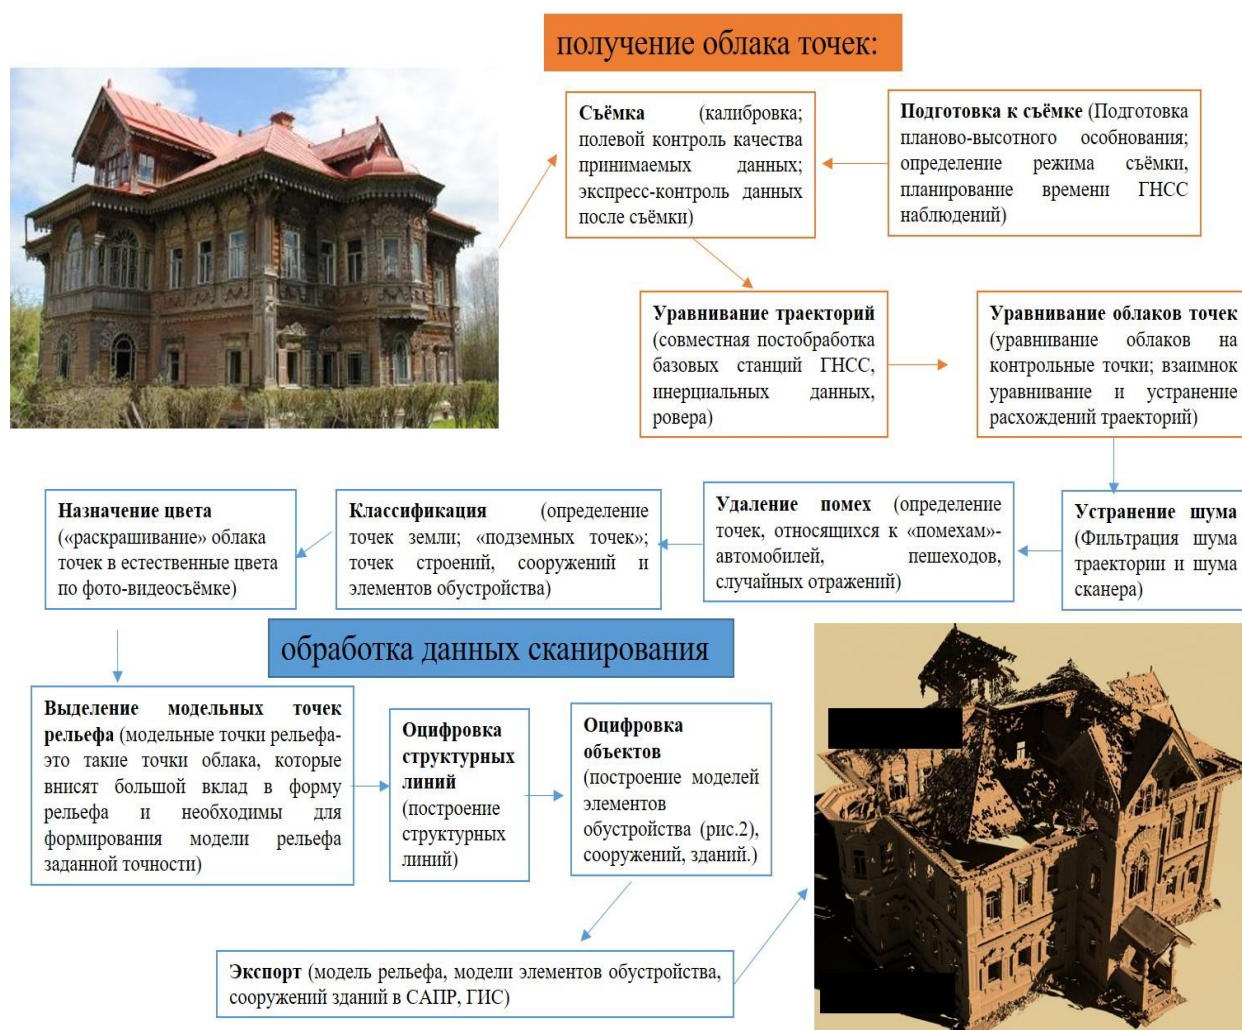 получение облака точек:
Съёмка (калибровка;
полевой контроль качества
принимаемых данных;
экспресс-контроль данных
после съёмки)
Подготовка к съёмке (Подготовка
планово-высотного особнования;
определение режима съёмки,
планирование времени ГНСС
наблюдений)
Уравнивание траекторий
(совместная постобработка
базовых станций ГНСС,
инерциальных данных,
ровера)
Уравнивание облаков точек
(уравнивание облаков на
контрольные точки; взаимнок
уравнивание и устранение
расхождений траекторий)
Назначение цвета
(«раскрашивание» облака
точек в естественные цвета
по фото-видеосъёмке)
Классификация (определение
точек земли; «подземных точек»;
точек строений, сооружений и
элементов обустройства)
Удаление помех (определение
точек, относящихся к «помехам»-
автомобилей, пешеходов,
случайных отражений)
Устранение шума
(Фильтрация шума
траектории и шума
сканера)
обработка данных сканирования
Выделение модельных точек
рельефа (модельные точки рельефа-
это такие точки облака, которые
внисят большой вклад в форму
рельефа и необходимы для
формирования модели рельефа
заданной точности)
Оцифровка
структурных
линий
(построение
структурных
линий)
Оцифровка
объектов
(построение моделей
элементов
обустройства (рис.2),
сооружений, зданий.)
Экспорт (модель рельефа, модели элементов обустройства,
сооружений зданий в САПР, ГИС)